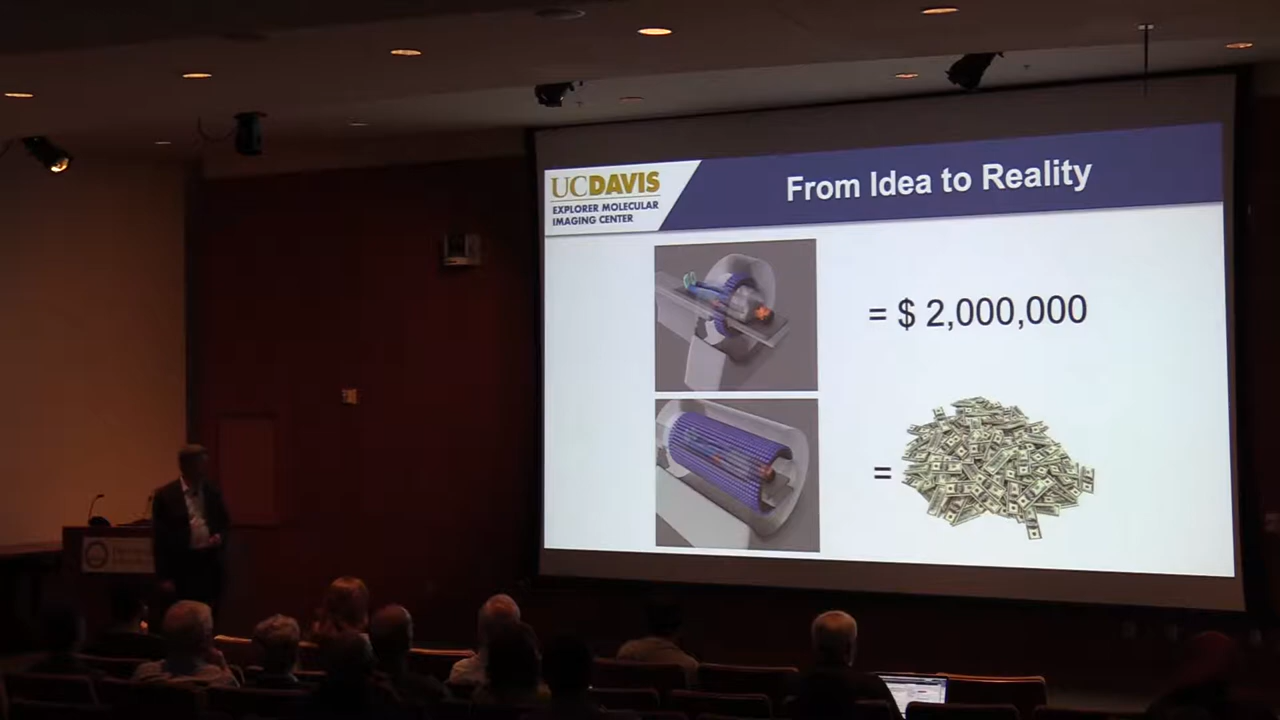 UCDAVIS
EXPLORER MOLECULAR
IMAGING CENTER
From Idea to Reality
= $ 2,000,000
=